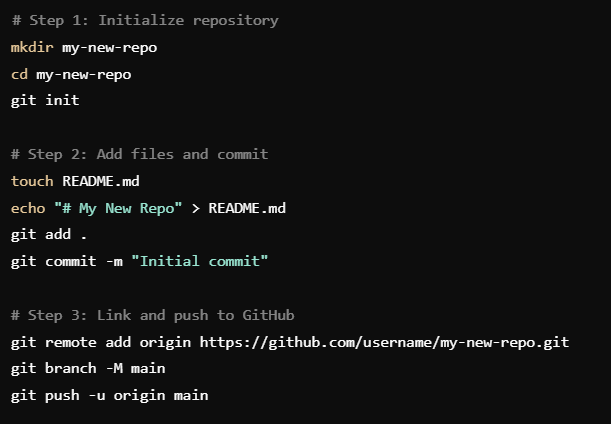 # Step 1: Initialize repository
mkdir my-new-repo
cd my-new-repo
git init
# Step 2: Add files and commit
touch README.md
echo "# My New Repo" > README.md
git add .
git commit -m "Initial commit"
# Step 3: Link and push to GitHub
git remote add origin https://github.com/username/my-new-repo.git
git branch -M main
git push -u origin main